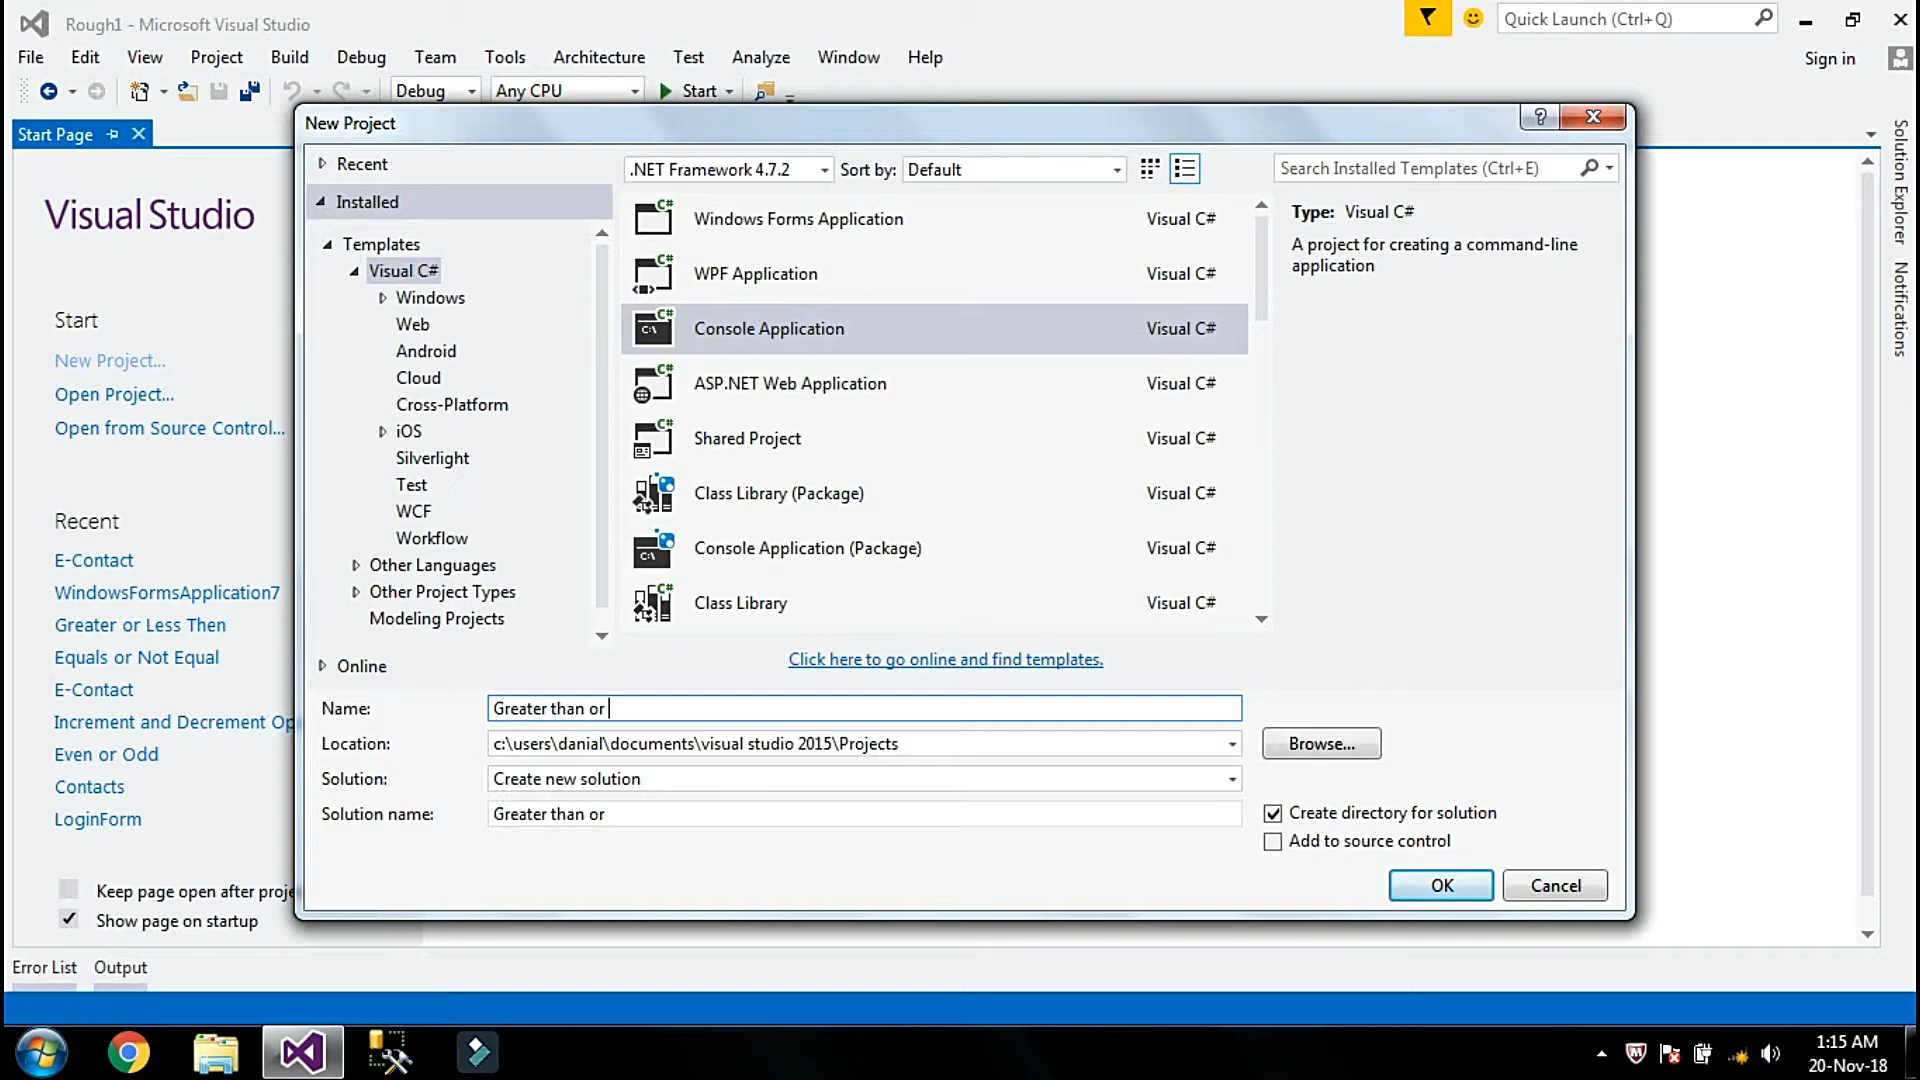 Rough1 - Microsoft Visual Studio
Quick Launch (Ctrl+Q)
File Edit View Project Build Debug Team Tools Architecture Test Analyze Window Help
Sign in
Debug Any CPU Start
Start Page
New Project
Visual Studio
Start
New Project...
Open Project...
Open from Source Control...
Recent
E-Contact
WindowsFormsApplication7
Greater or Less Then
Equals or Not Equal
E-Contact
Increment and Decrement Op
Even or Odd
Contacts
LoginForm
Keep page open after proje
Show page on startup
Recent
Installed
Templates
Visual C#
Windows
Web
Android
Cloud
Cross-Platform
iOS
Silverlight
Test
WCF
Workflow
Other Languages
Other Project Types
Modeling Projects
Online
.NET Framework 4.7.2 Sort by: Default
Search Installed Templates (Ctrl+E)
Windows Forms Application Visual C#
WPF Application Visual C#
Console Application Visual C#
ASP.NET Web Application Visual C#
Shared Project Visual C#
Class Library (Package) Visual C#
Console Application (Package) Visual C#
Class Library Visual C#
Click here to go online and find templates.
Type: Visual C#
A project for creating a command-line
application
Name: Greater than or
Location: c:\users\danial\documents\visual studio 2015\Projects
Browse...
Solution: Create new solution
Solution name: Greater than or
Create directory for solution
Add to source control
OK Cancel
Solution Explorer
Notifications
Error List Output
1:15 AM
20-Nov-18